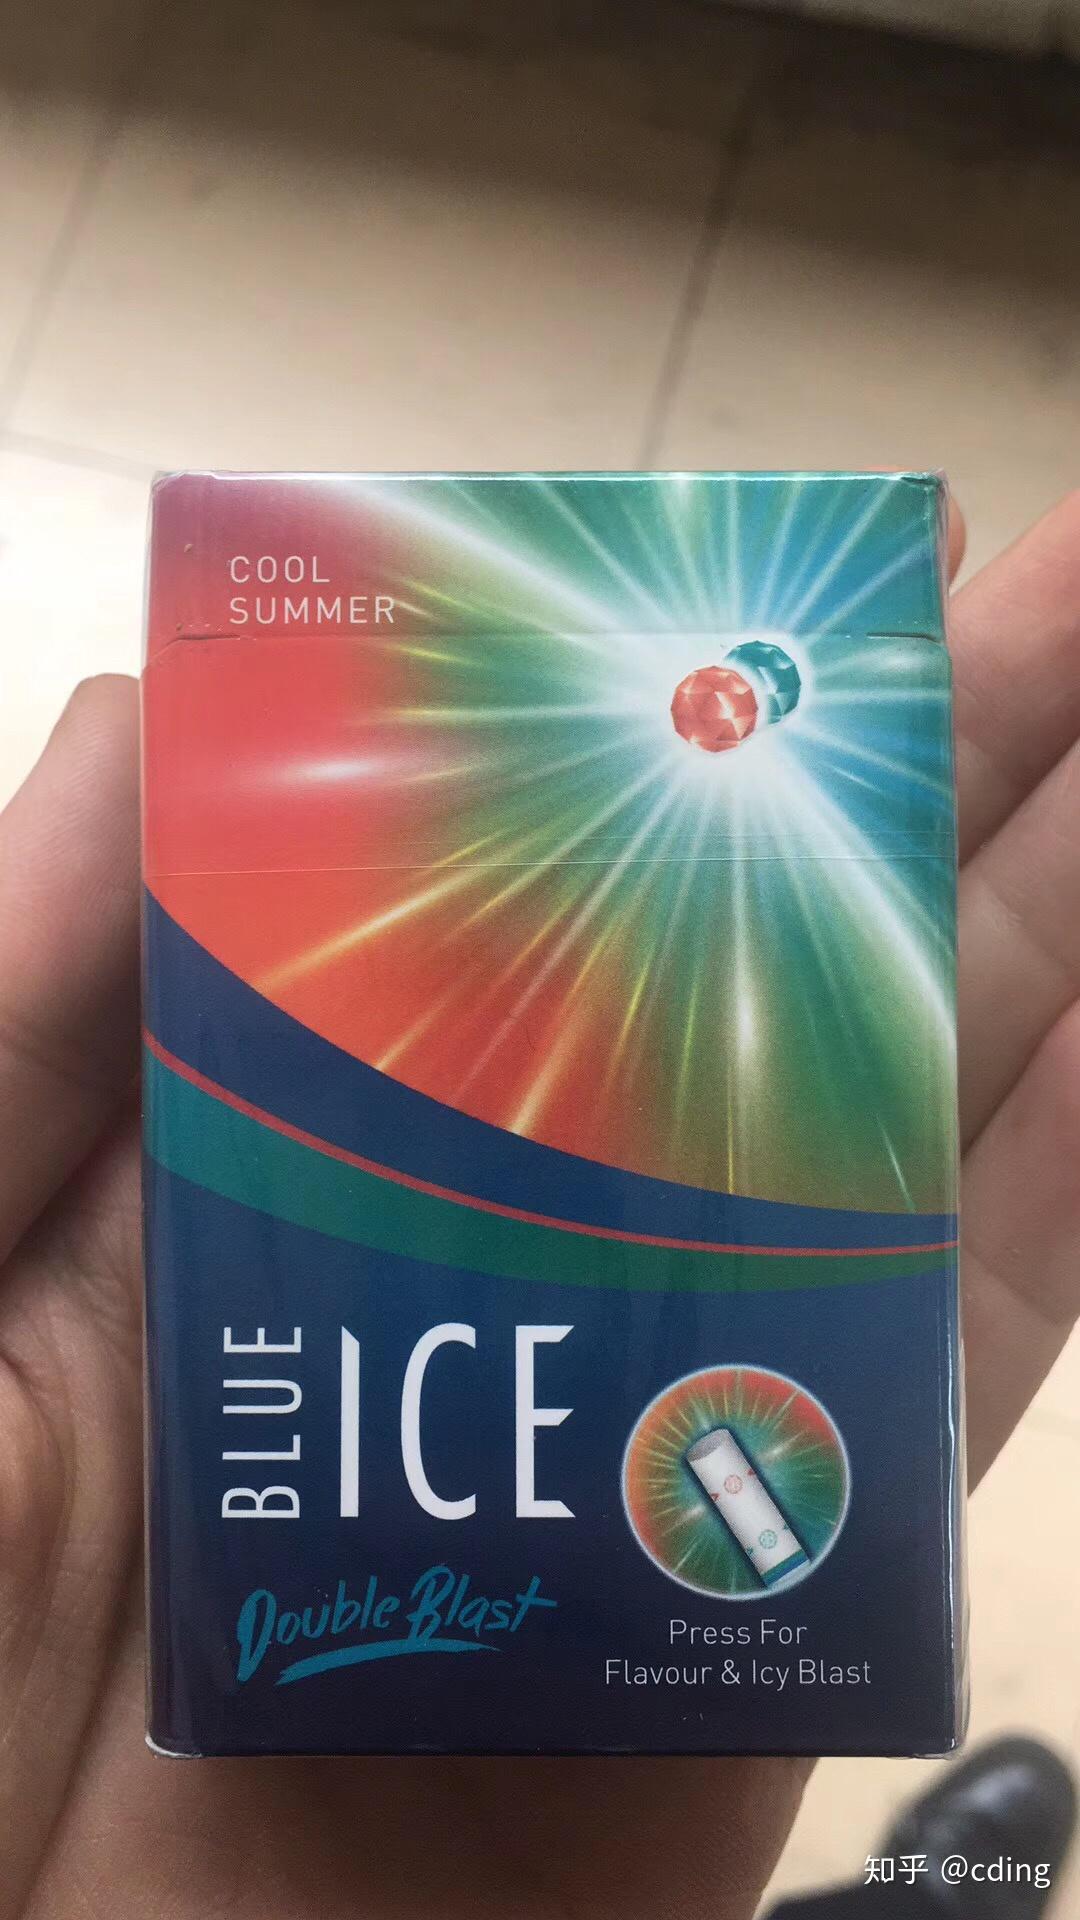 COOL
SUMMER
BLUE
ICE
Double Blast
Press For
Flavour & Icy Blast
知乎 @cding